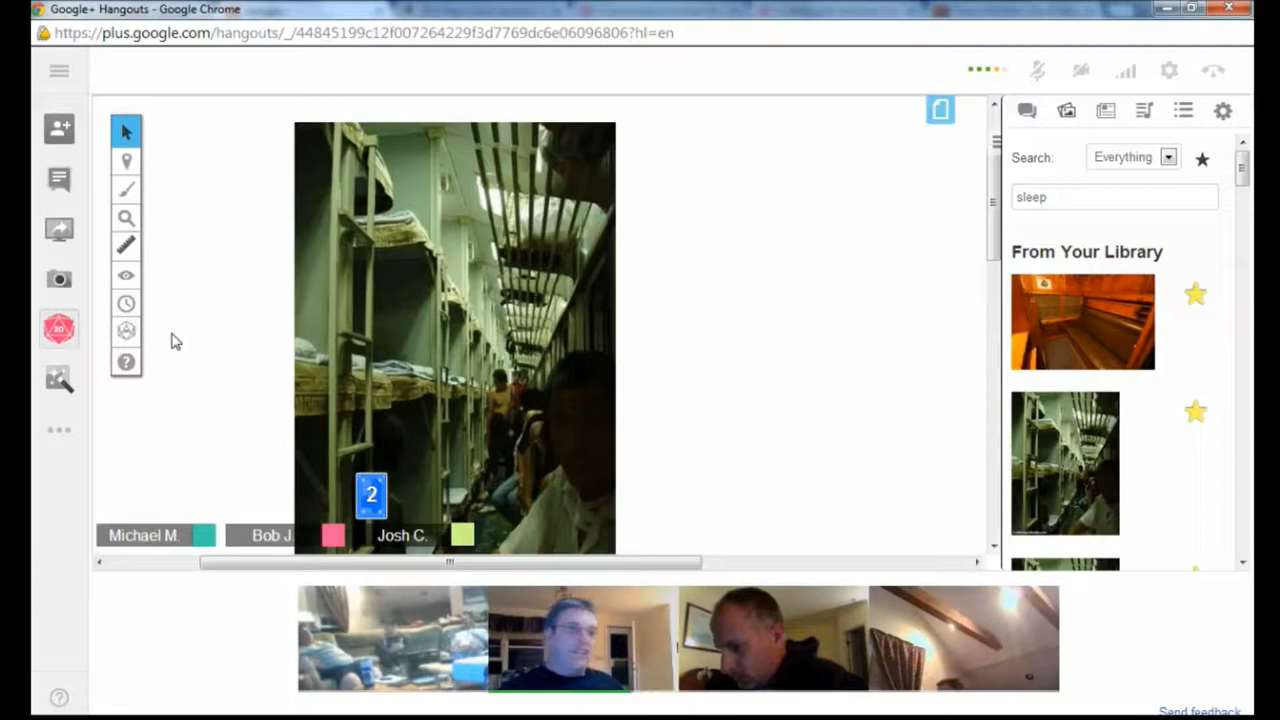 Google+ Hangouts - Google Chrome
https://plus.google.com/hangouts/_/44845199c12f007264229f3d7769dc6e06096806?hl=en
Search: Everything
sleep
From Your Library
20
?
2
Michael M. Bob J. Josh C.
?
Send feedback